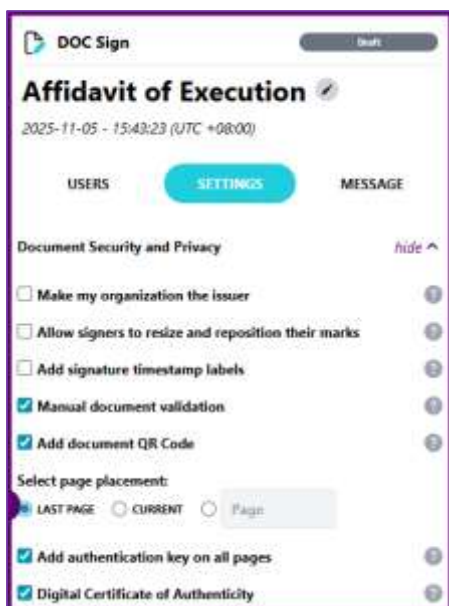 DOC Sign Draft
Affidavit of Execution
2025-11-05 - 15:43:23 (UTC +08:00)
USERS SETTINGS MESSAGE
Document Security and Privacy hide
Make my organization the issuer
Allow signers to resize and reposition their marks
Add signature timestamp labels
Manual document validation
Add document QR Code
Select page placement:
LAST PAGE CURRENT Page
Add authentication key on all pages
Digital Certificate of Authenticity